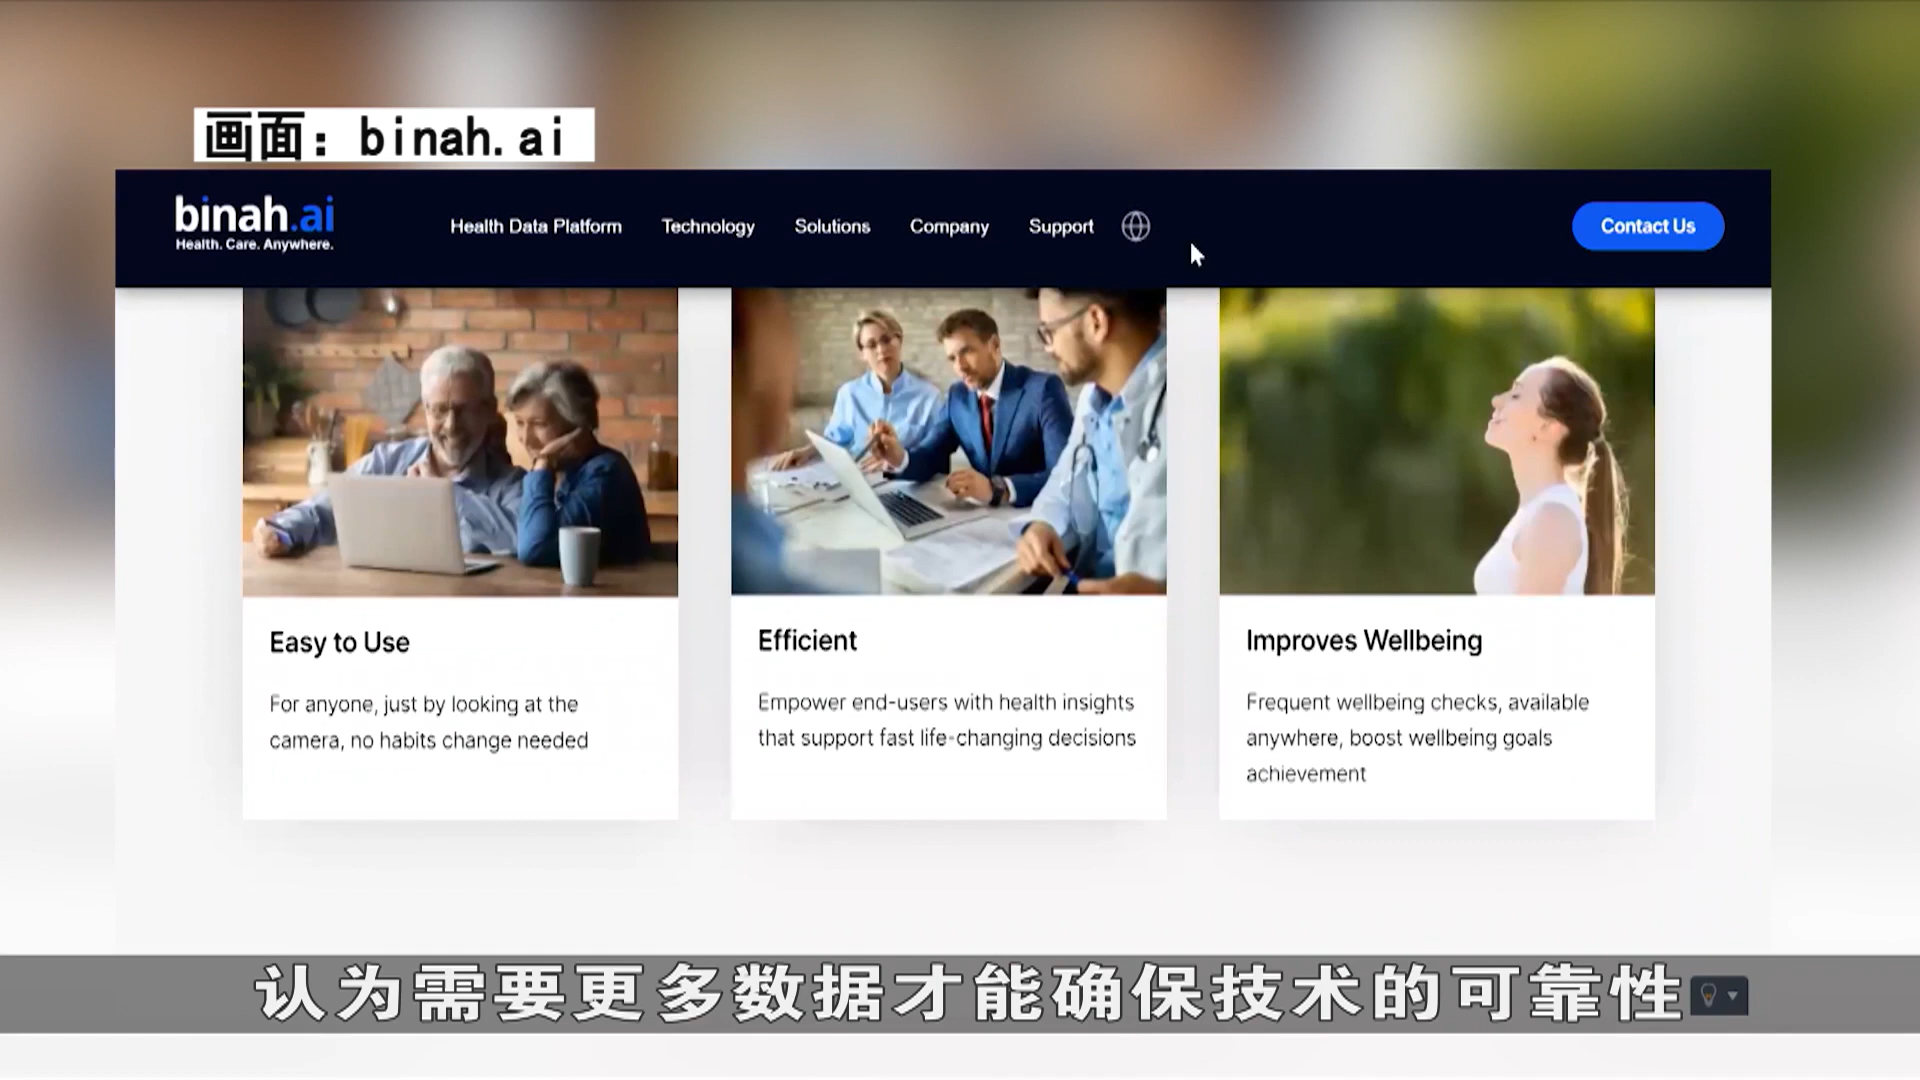 画面：binah.ai
binah.ai
Health. Care. Anywhere.
Health Data Platform
Technology
Solutions
Company
Support
Contact Us
Easy to Use
For anyone, just by looking at the
camera, no habits change needed
Efficient
Empower end-users with health insights
that support fast life-changing decisions
Improves Wellbeing
Frequent wellbeing checks, available
anywhere, boost wellbeing goals
achievement
认为需要更多数据才能确保技术的可靠性